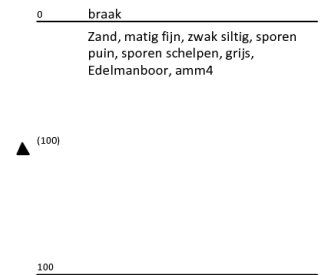 0 braak
Zand, matig fijn, zwak siltig, sporen
puin, sporen schelpen, grijs,
Edelmanboor, amm4
(100)
100